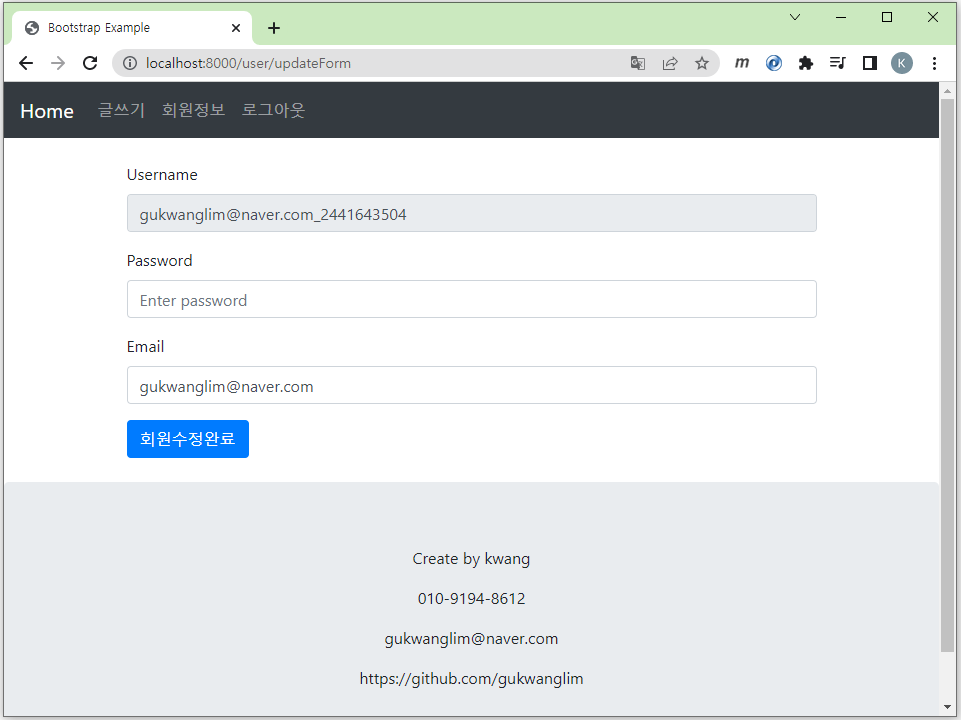 Bootstrap Example
localhost:8000/user/updateForm
m
K
Home 글쓰기 회원정보 로그아웃
Username
gukwanglim@naver.com_2441643504
Password
Enter password
Email
gukwanglim@naver.com
회원수정완료
Create by kwang
010-9194-8612
gukwanglim@naver.com
https://github.com/gukwanglim